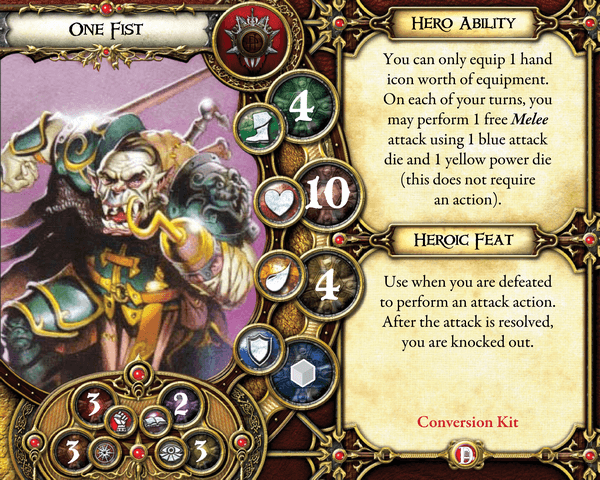 One Fist
4
10
4
3 2
3 3
Hero Ability
You can only equip 1 hand
icon worth of equipment.
On each of your turns, you
may perform 1 free Melee
attack using 1 blue attack
die and 1 yellow power die
(this does not require
an action).
Heroic Feat
Use when you are defeated
to perform an attack action.
After the attack is resolved,
you are knocked out.
Conversion Kit
D